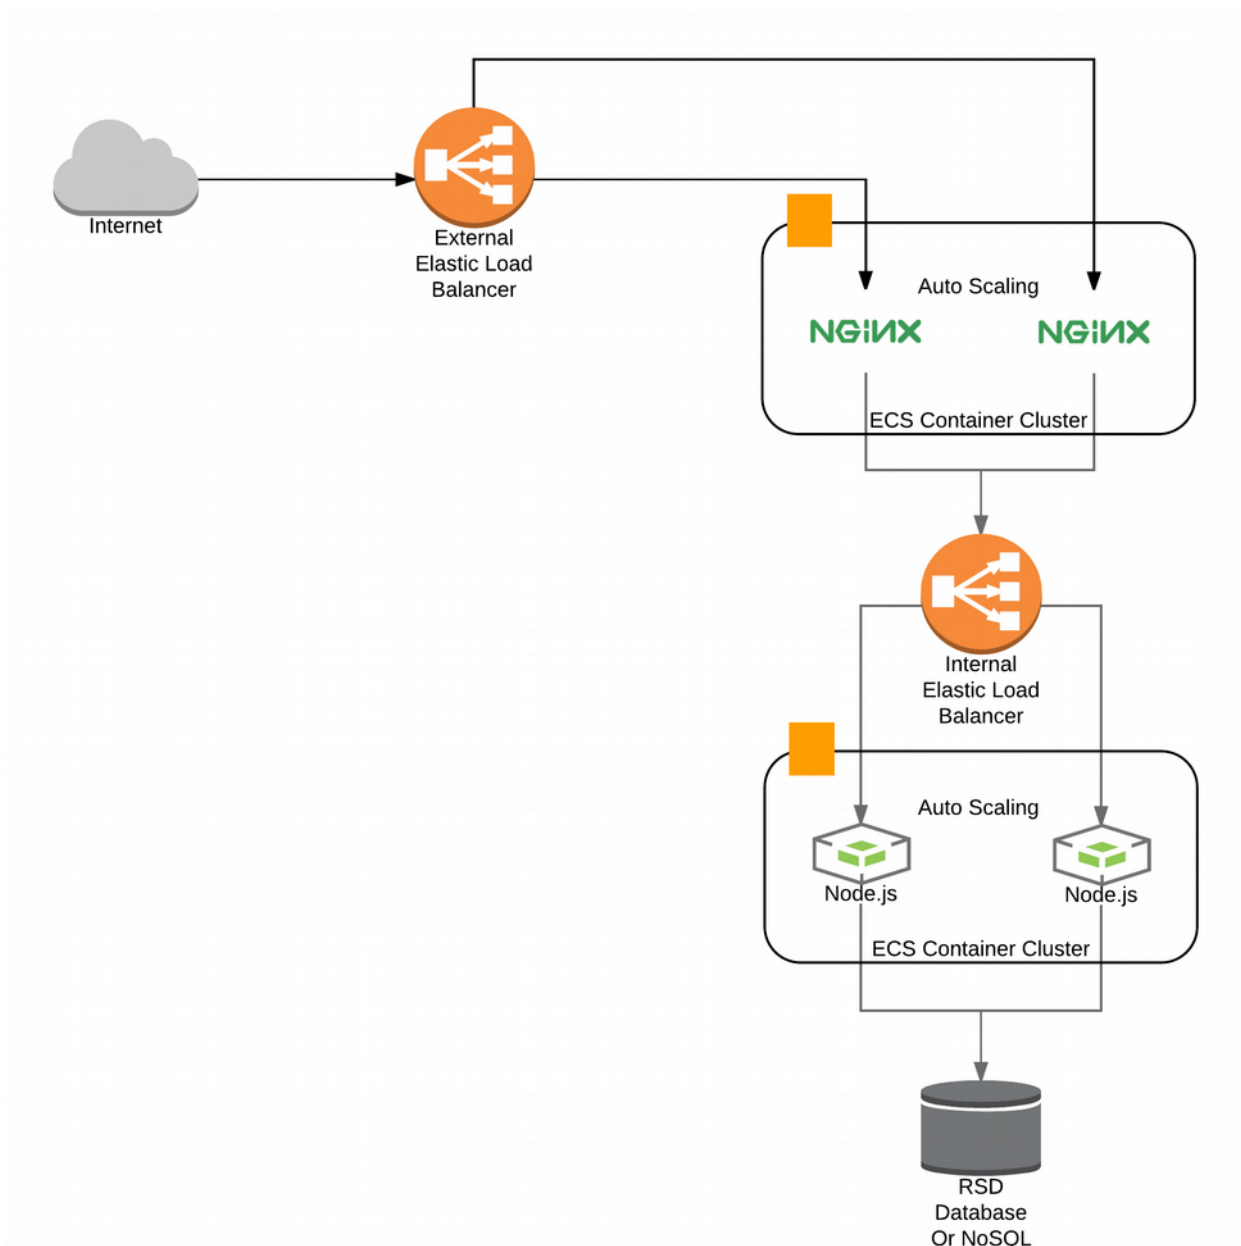 Internet
External
Elastic Load
Balancer
Auto Scaling
NGINX
NGINX
ECS Container Cluster
Internal
Elastic Load
Balancer
Auto Scaling
Node.js
Node.js
ECS Container Cluster
RSD
Database
Or NoSQL